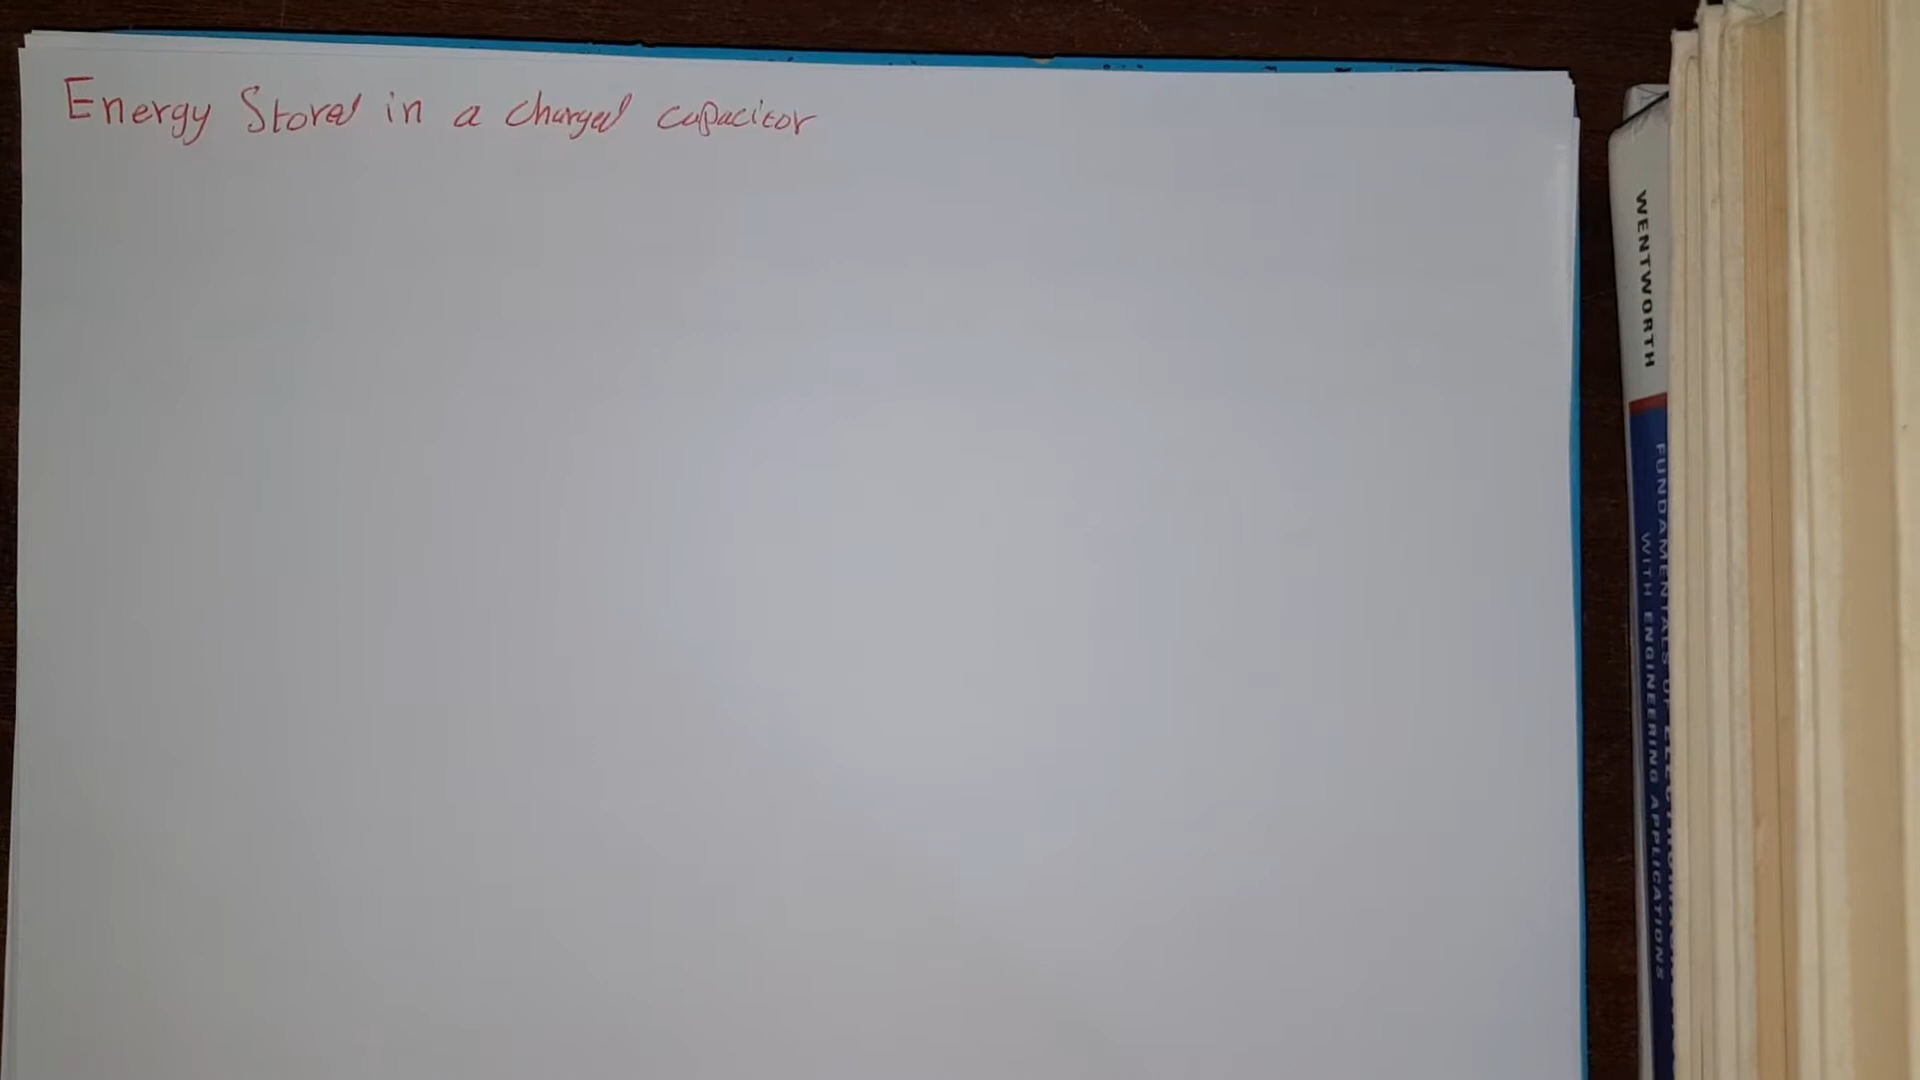 Energy Stored in a charged capacitor
WENTWORTH
FUNDAMENTALS OF ELECTROMAGNETICS
WITH ENGINEERING APPLICATIONS